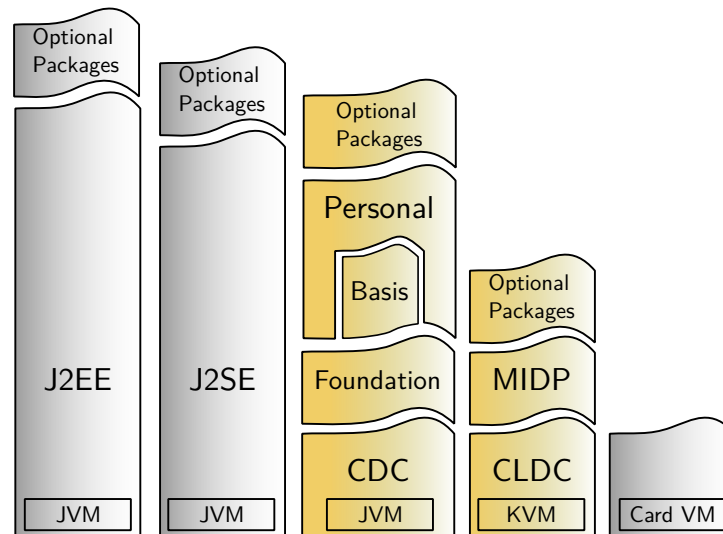 Optional
Packages
J2EE
JVM
Optional
Packages
J2SE
JVM
Optional
Packages
Personal
Basis
Foundation
CDC
JVM
Optional
Packages
MIDP
CLDC
KVM
Card VM